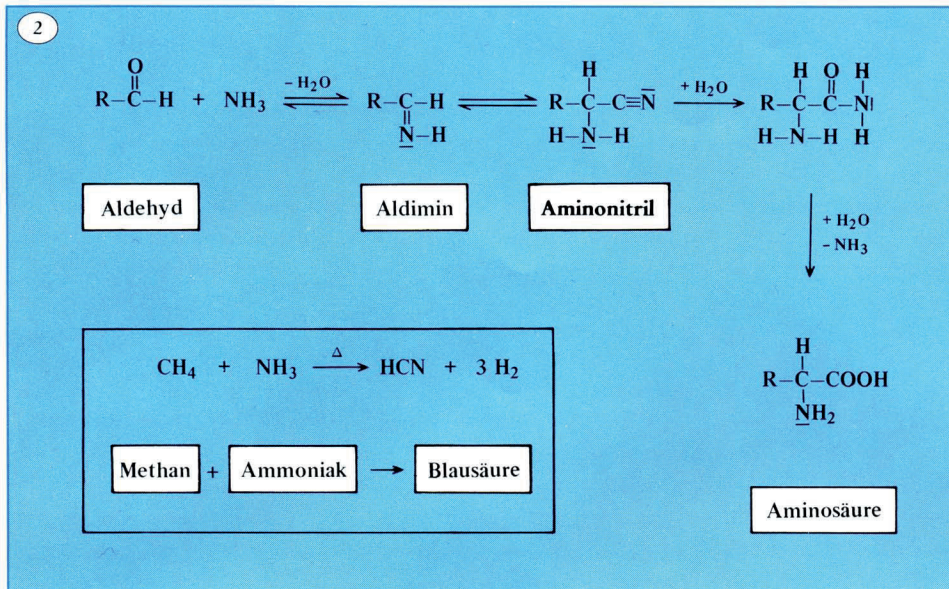 2
O
H
H O H
R–C–H + NH₃ –H₂O R–C–H R–C–C≡N + H₂O R–C–C–N
N–H
H–N–H
H–N–H H
Aldehyd
Aldimin
Aminonitril
+ H₂O
– NH₃
CH₄ + NH₃ Δ HCN + 3 H₂
H
R–C–COOH
NH₂
Methan + Ammoniak → Blausäure
Aminosäure